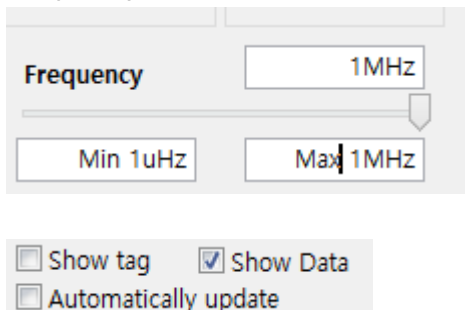 Frequency 1MHz
Min 1uHz Max 1MHz
Show tag Show Data
Automatically update